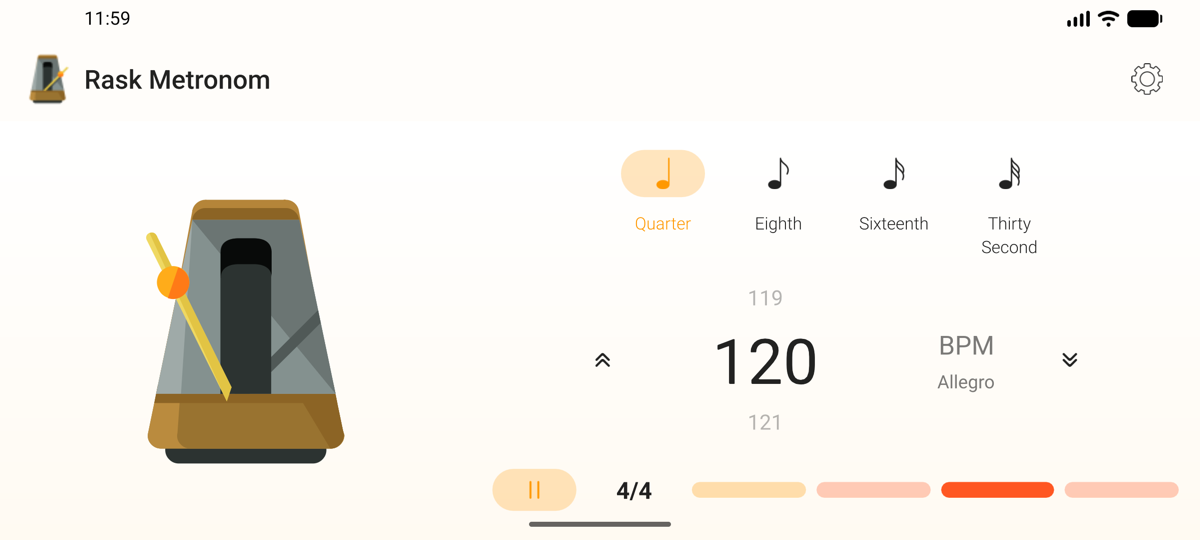 11:59
Rask Metronom
Quarter
Eighth
Sixteenth
Thirty
Second
119
120
BPM
Allegro
121
4/4